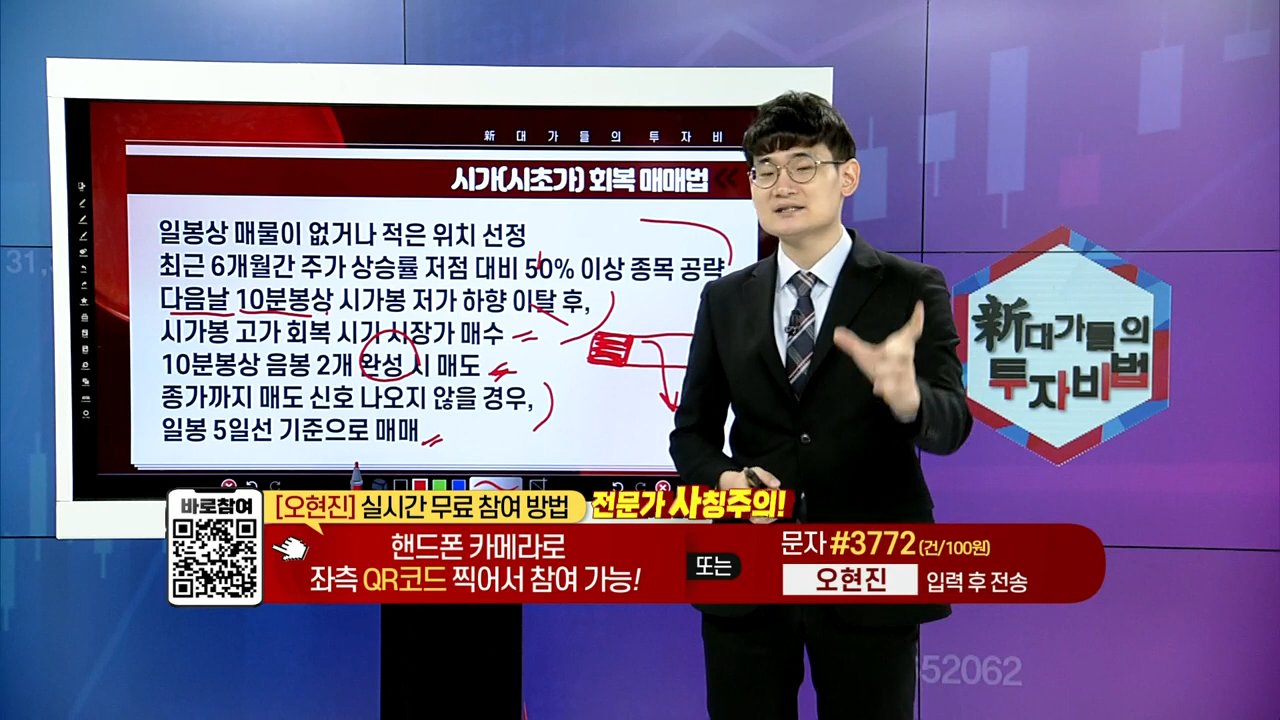 新 대 가 들 의 투 자 비
시가(시초가) 회복 매매법
일봉상 매물이 없거나 적은 위치 선정
최근 6개월간 주가 상승률 저점 대비 50% 이상 종목 공략
다음날 10분봉상 시가봉 저가 하향 이탈 후,
시가봉 고가 회복 시기 시장가 매수
10분봉상 음봉 2개 완성 시 매도
종가까지 매도 신호 나오지 않을 경우,
일봉 5일선 기준으로 매매
新대가들의
투자비법
바로참여
[오현진] 실시간 무료 참여 방법
전문가 사칭주의!
핸드폰 카메라로
좌측 QR코드 찍어서 참여 가능!
또는
문자 #3772 (건/100원)
오현진 입력 후 전송
52062